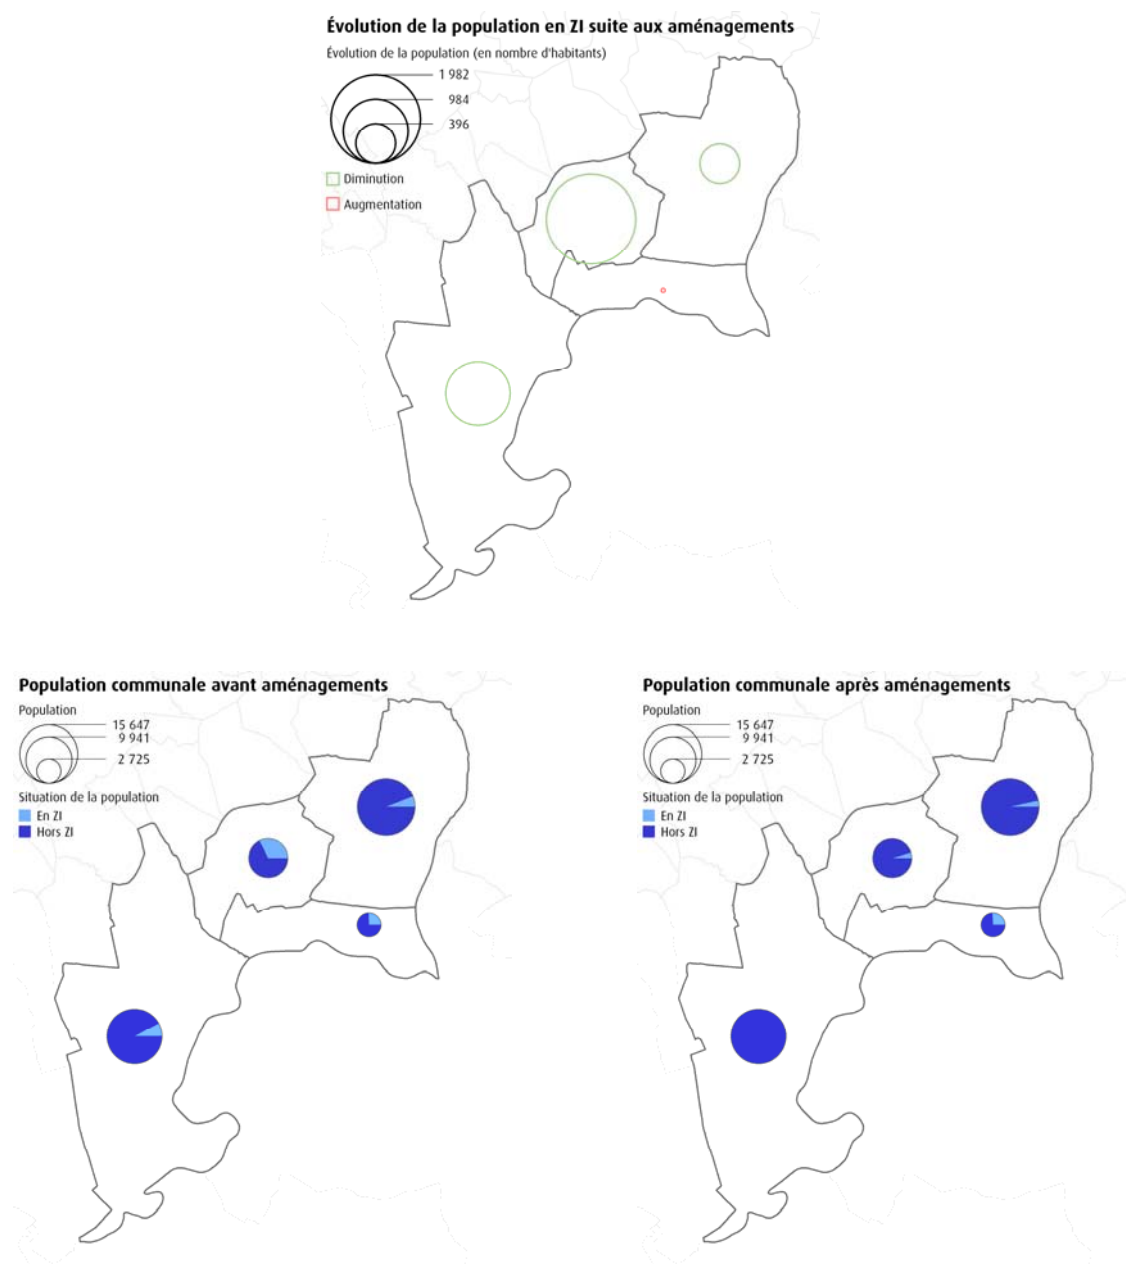 Évolution de la population en ZI suite aux aménagements
Évolution de la population (en nombre d'habitants)
1 982
984
396
Diminution
Augmentation
Population communale avant aménagements
Population
15 647
9 941
2 725
Situation de la population
En ZI
Hors ZI
Population communale après aménagements
Population
15 647
9 941
2 725
Situation de la population
En ZI
Hors ZI